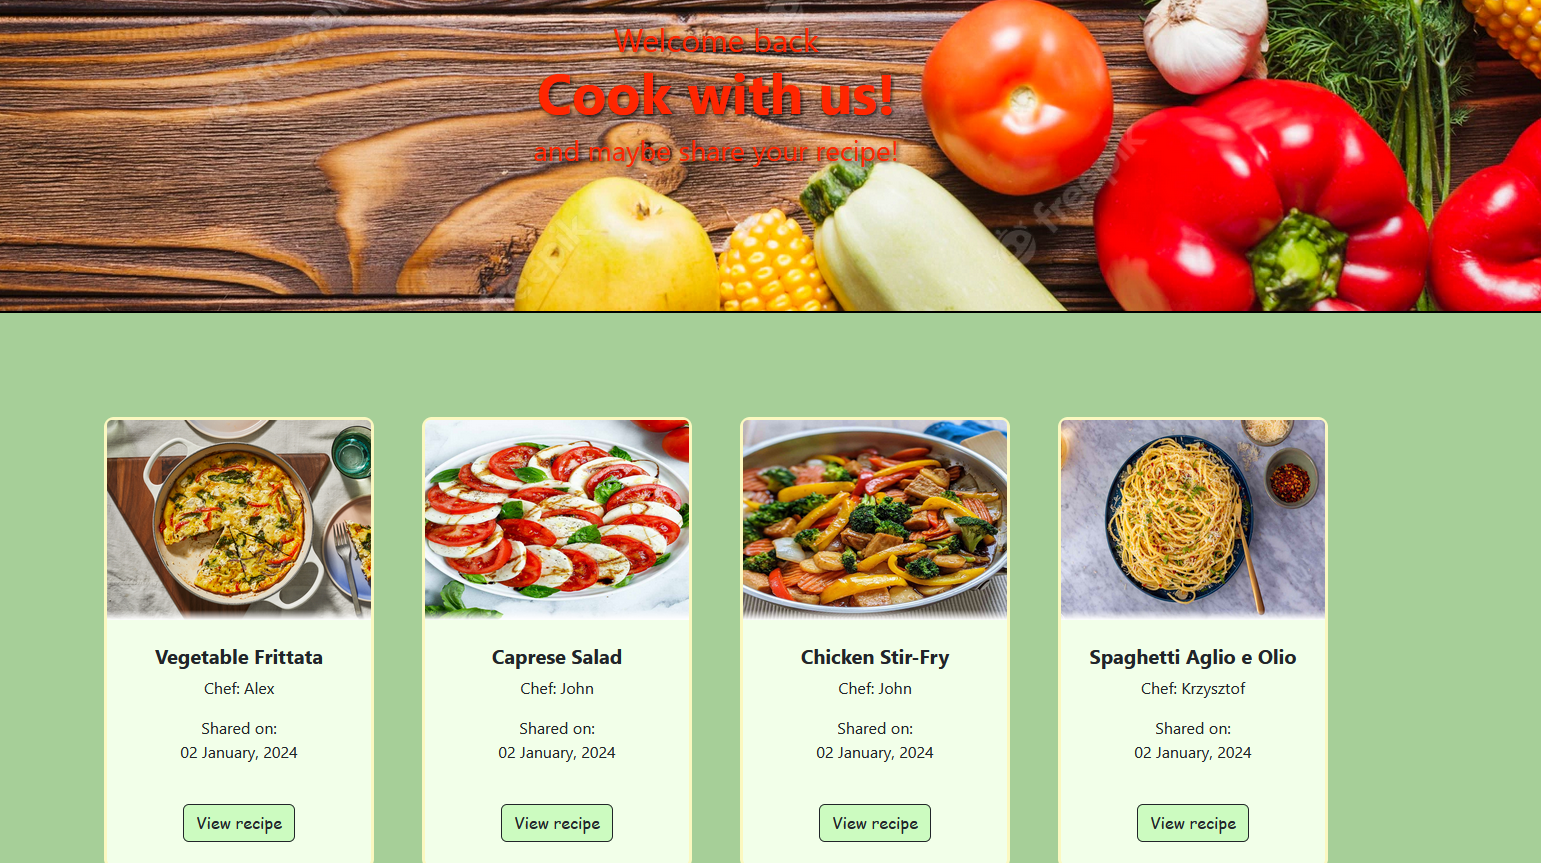 Welcome back
Cook with us!
and maybe share your recipe!
freepik
freepik
Vegetable Frittata
Chef: Alex
Shared on:
02 January, 2024
View recipe
Caprese Salad
Chef: John
Shared on:
02 January, 2024
View recipe
Chicken Stir-Fry
Chef: John
Shared on:
02 January, 2024
View recipe
Spaghetti Aglio e Olio
Chef: Krzysztof
Shared on:
02 January, 2024
View recipe